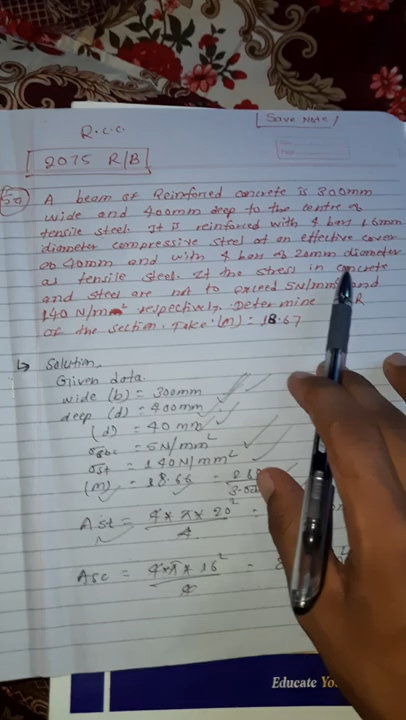 Save Note/
R.C.C.
2075 R/B
A beam of Reinforced concrete is 300mm
wide and 400mm deep to the centre of
tensile steel. It is reinforced with 4 bars 16mm
diameter compressive steel at an effective cover
of 40mm and with 4 bars of 20mm diameter
as tensile steel. If the stress in concrete
and steel are not to exceed 5N/mm² and
140 N/mm² respectively. Determine R
of the section. Take (m) = 18.67
↳ Solution,
Given data.
wide (b) = 300mm
deep (d) = 400mm
(d) = 40 mm
σcbc = 5N/mm²
σst = 140N/mm²
(m) = 18.66 =
Ast = 4 × π × 20² =
4
Asc = 4×π × 16² =
4
Educate Yo